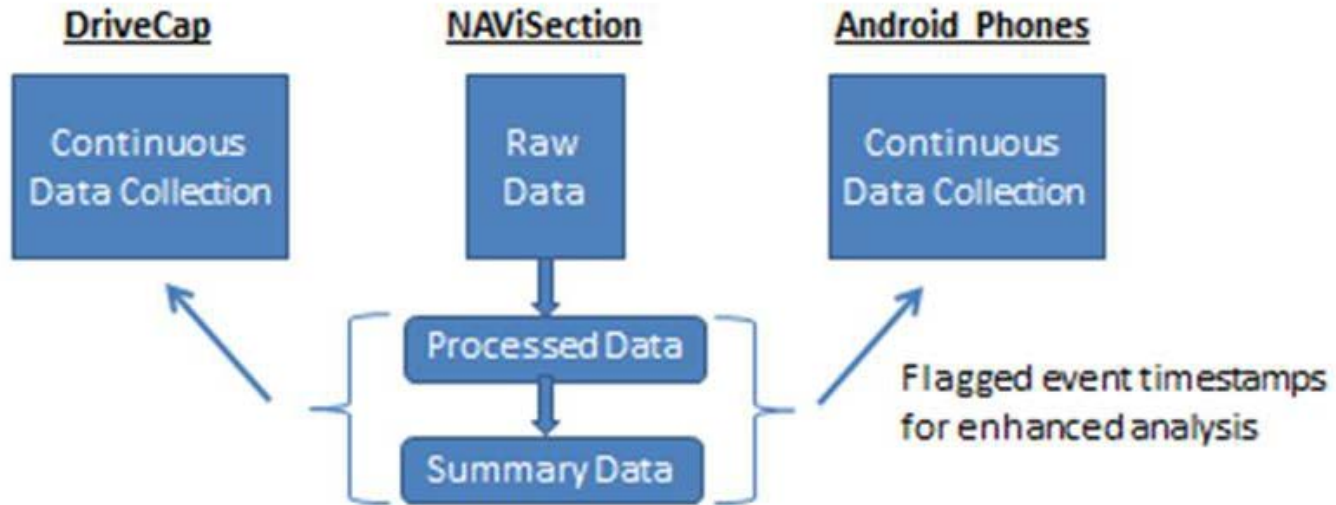 DriveCap
NAViSection
Android Phones
Continuous
Data Collection
Raw
Data
Continuous
Data Collection
Processed Data
Summary Data
Flagged event timestamps
for enhanced analysis